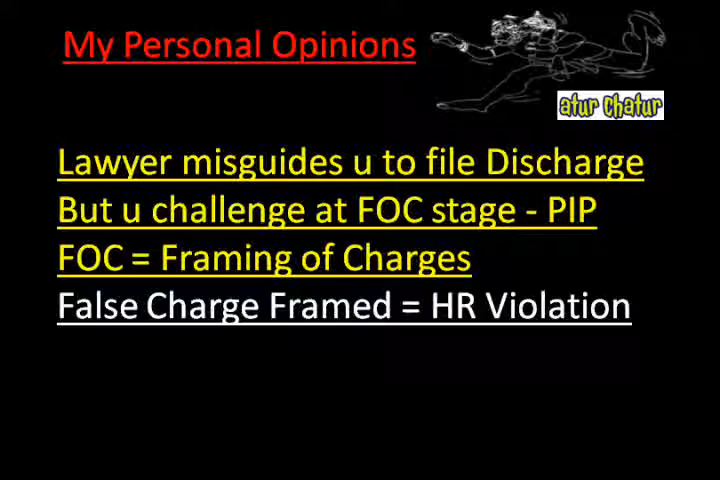 My Personal Opinions
atur chatur
Lawyer misguides u to file Discharge
But u challenge at FOC stage - PIP
FOC = Framing of Charges
False Charge Framed = HR Violation